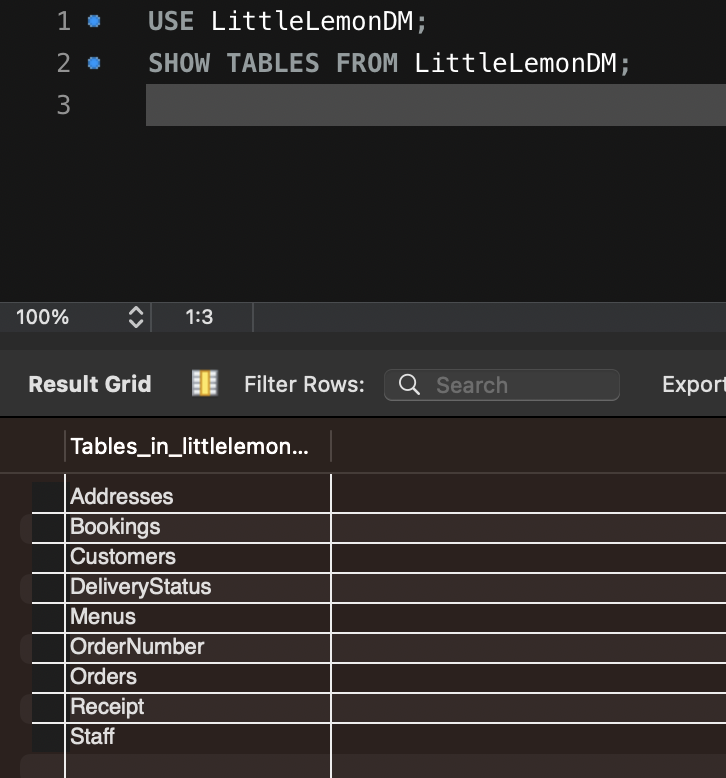 1 USE LittleLemonDM;
2 SHOW TABLES FROM LittleLemonDM;
3
100% 1:3
Result Grid Filter Rows: Search Export
Tables_in_littlelemon...
Addresses
Bookings
Customers
DeliveryStatus
Menus
OrderNumber
Orders
Receipt
Staff